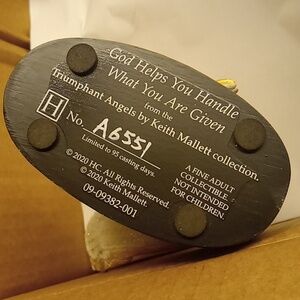 God Helps You Handle
What You Are Given
from the
Triumphant Angels by Keith Mallett collection.
H No. A6551
Limited to 95 casting days.
© 2020 HC. All Rights Reserved.
© 2020 Keith Mallett.
09-09382-001
A FINE ADULT
COLLECTIBLE.
NOT INTENDED
FOR CHILDREN.